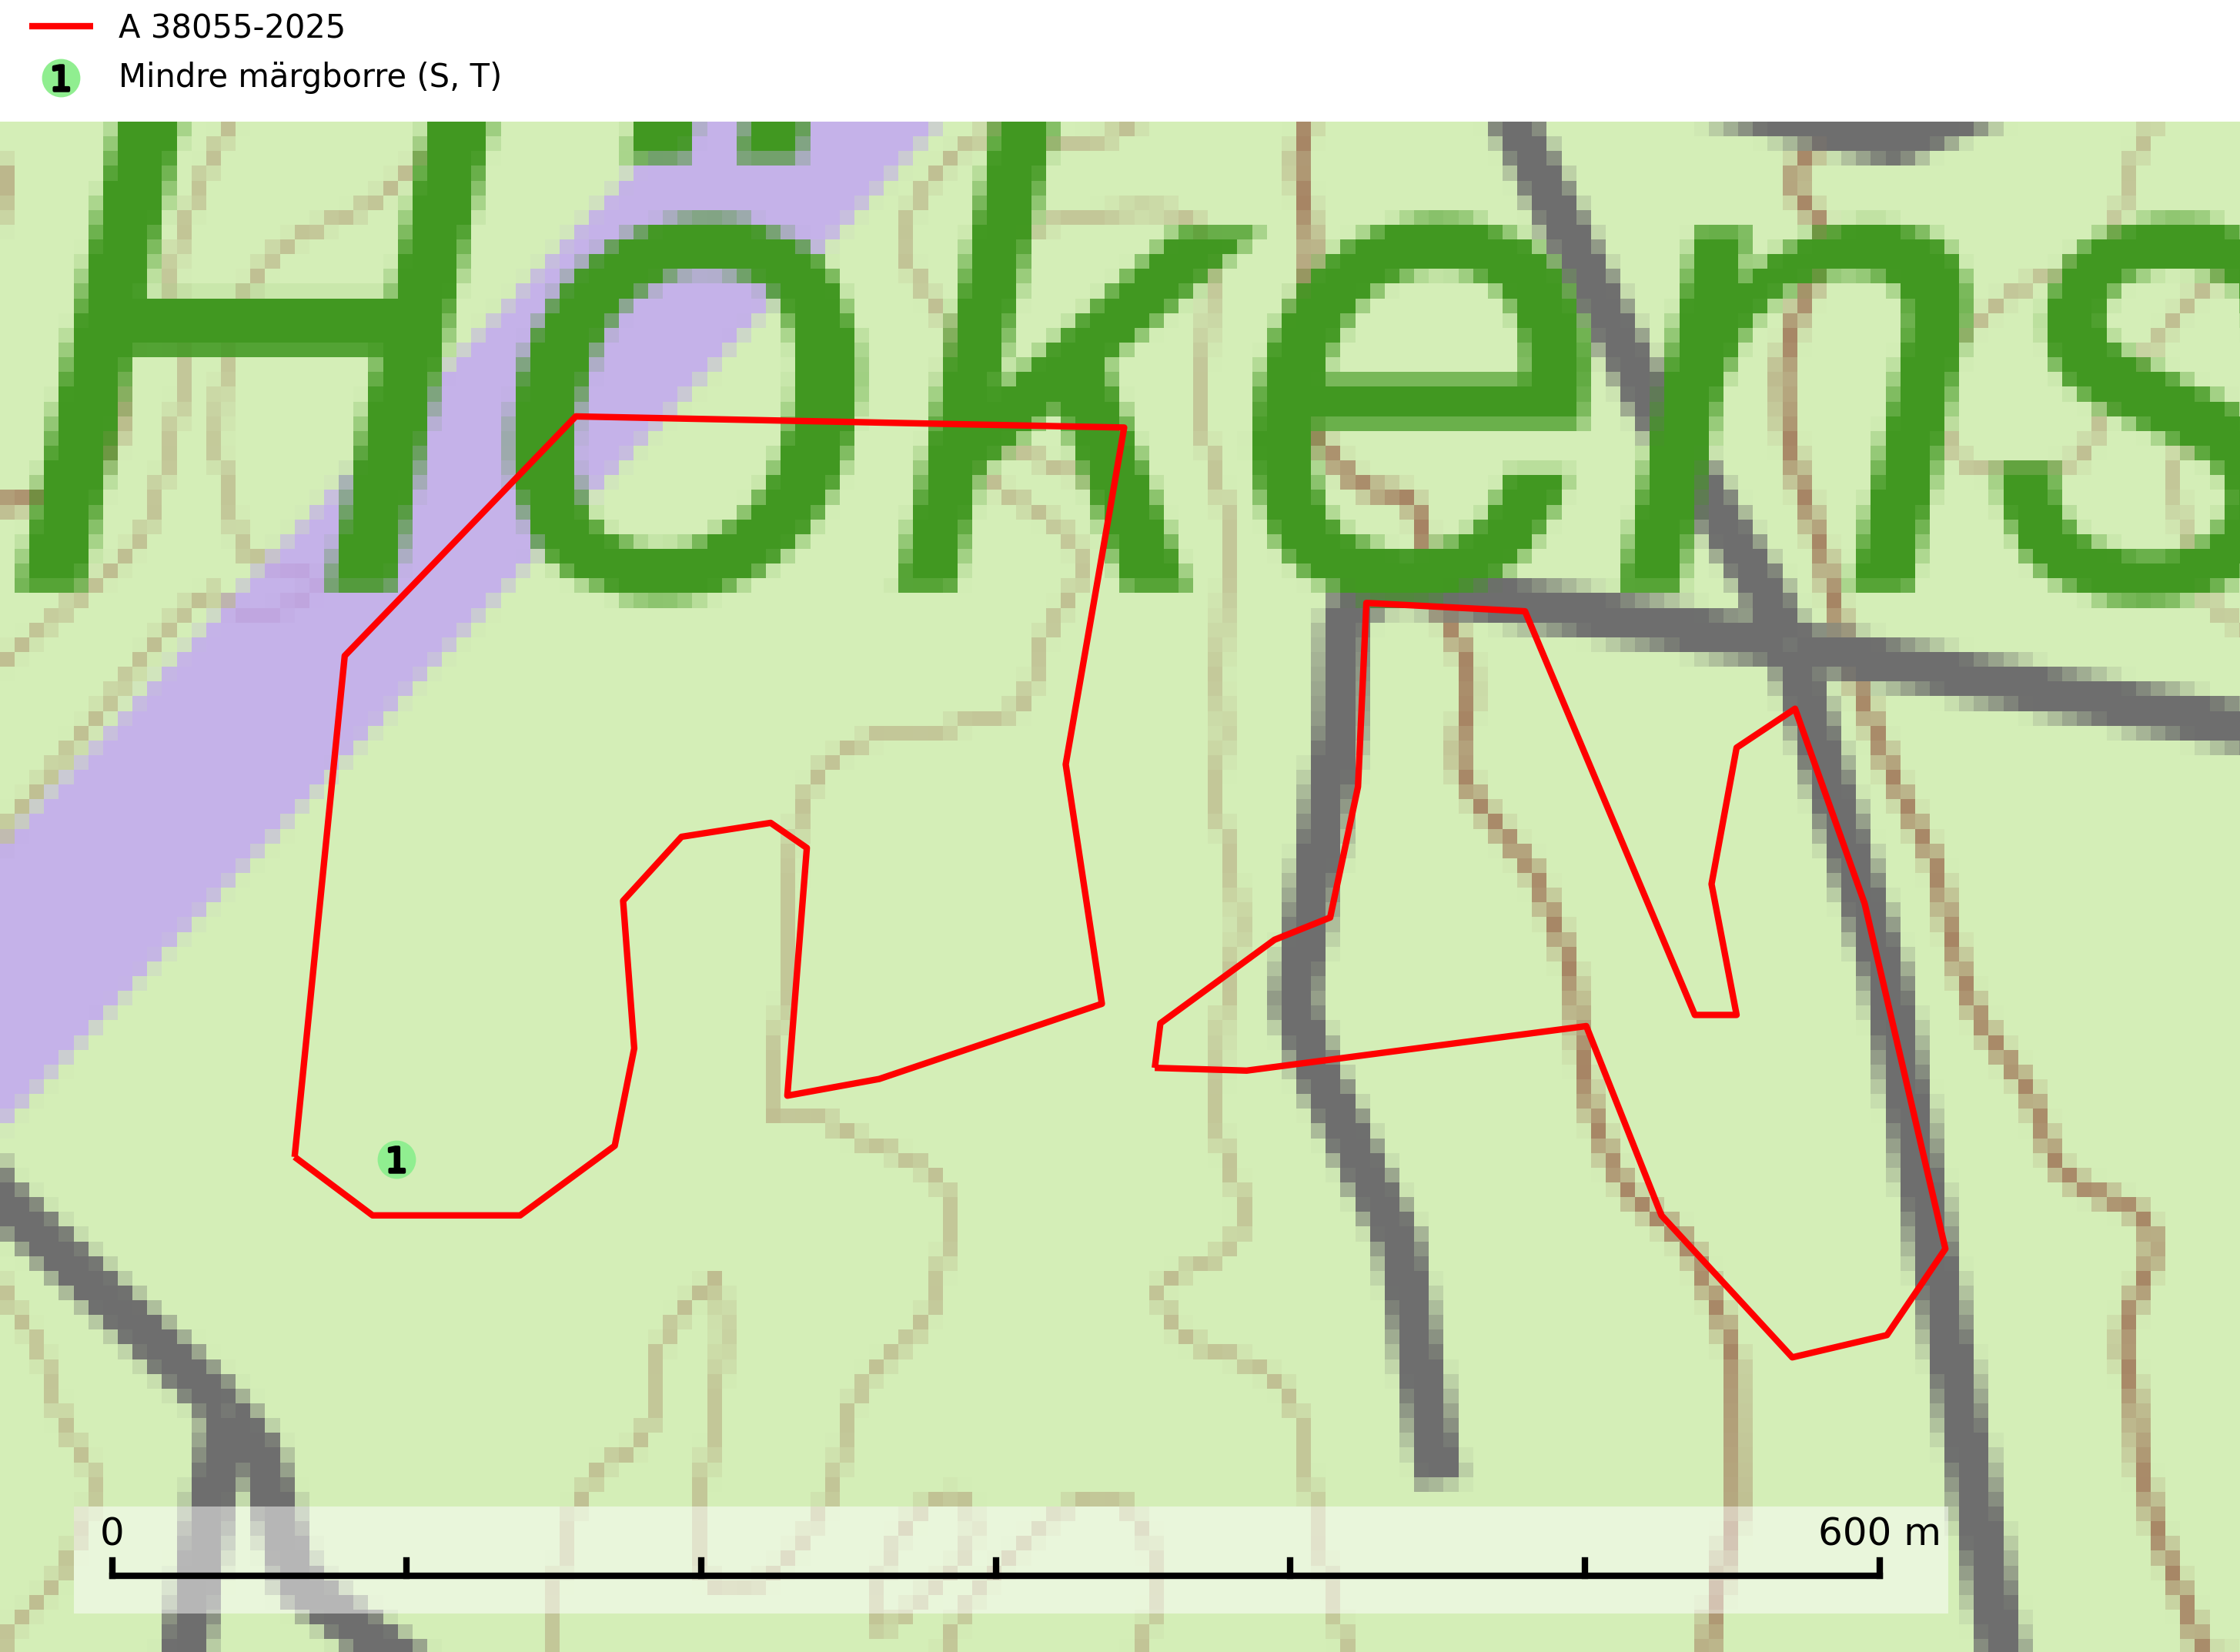 A 38055-2025
1 Mindre märgborre (S, T)
Hökens
1
0 600 m